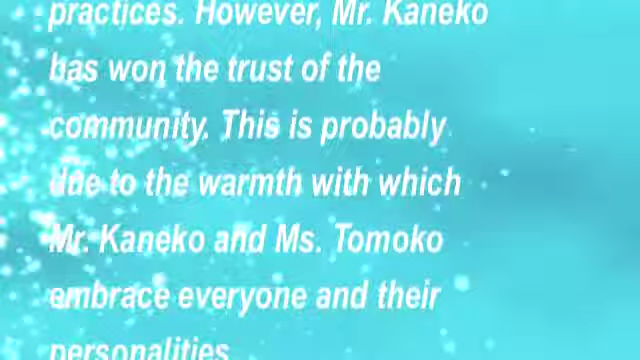 practices. However, Mr. Kaneko
has won the trust of the
community. This is probably
due to the warmth with which
Mr. Kaneko and Ms. Tomoko
embrace everyone and their
personalities